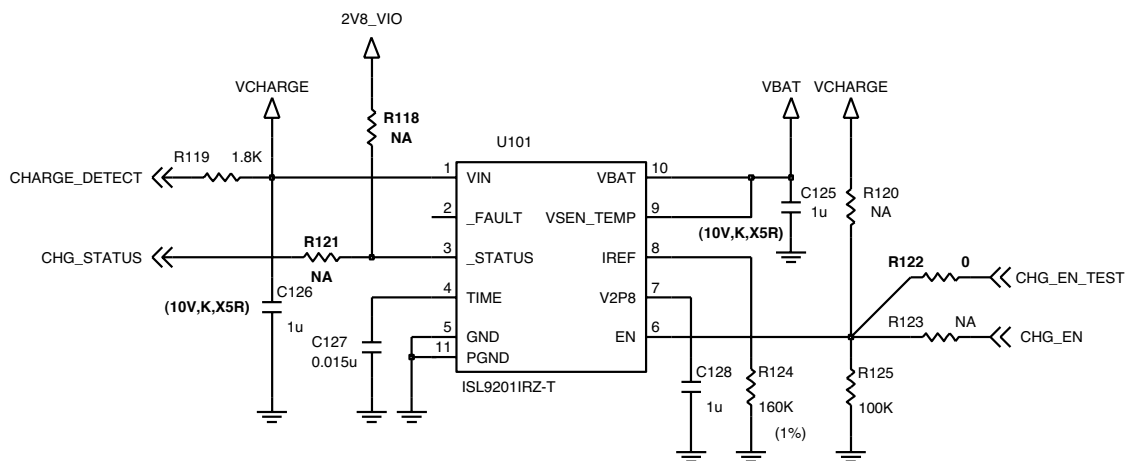 2V8_VIO
VCHARGE
VBAT VCHARGE
R118
NA
U101
R119 1.8K
CHARGE_DETECT
1 VIN
VBAT 10
C125
1u
R120
NA
2 _FAULT
VSEN_TEMP 9
(10V,K,X5R)
R121
NA
CHG_STATUS
3 _STATUS
IREF 8
R122 0
CHG_EN_TEST
C126
(10V,K,X5R)
1u
4 TIME
V2P8 7
R123 NA
CHG_EN
C127
0.015u
5 GND
EN 6
11 PGND
ISL9201IRZ-T
C128
1u
R124
160K
(1%)
R125
100K